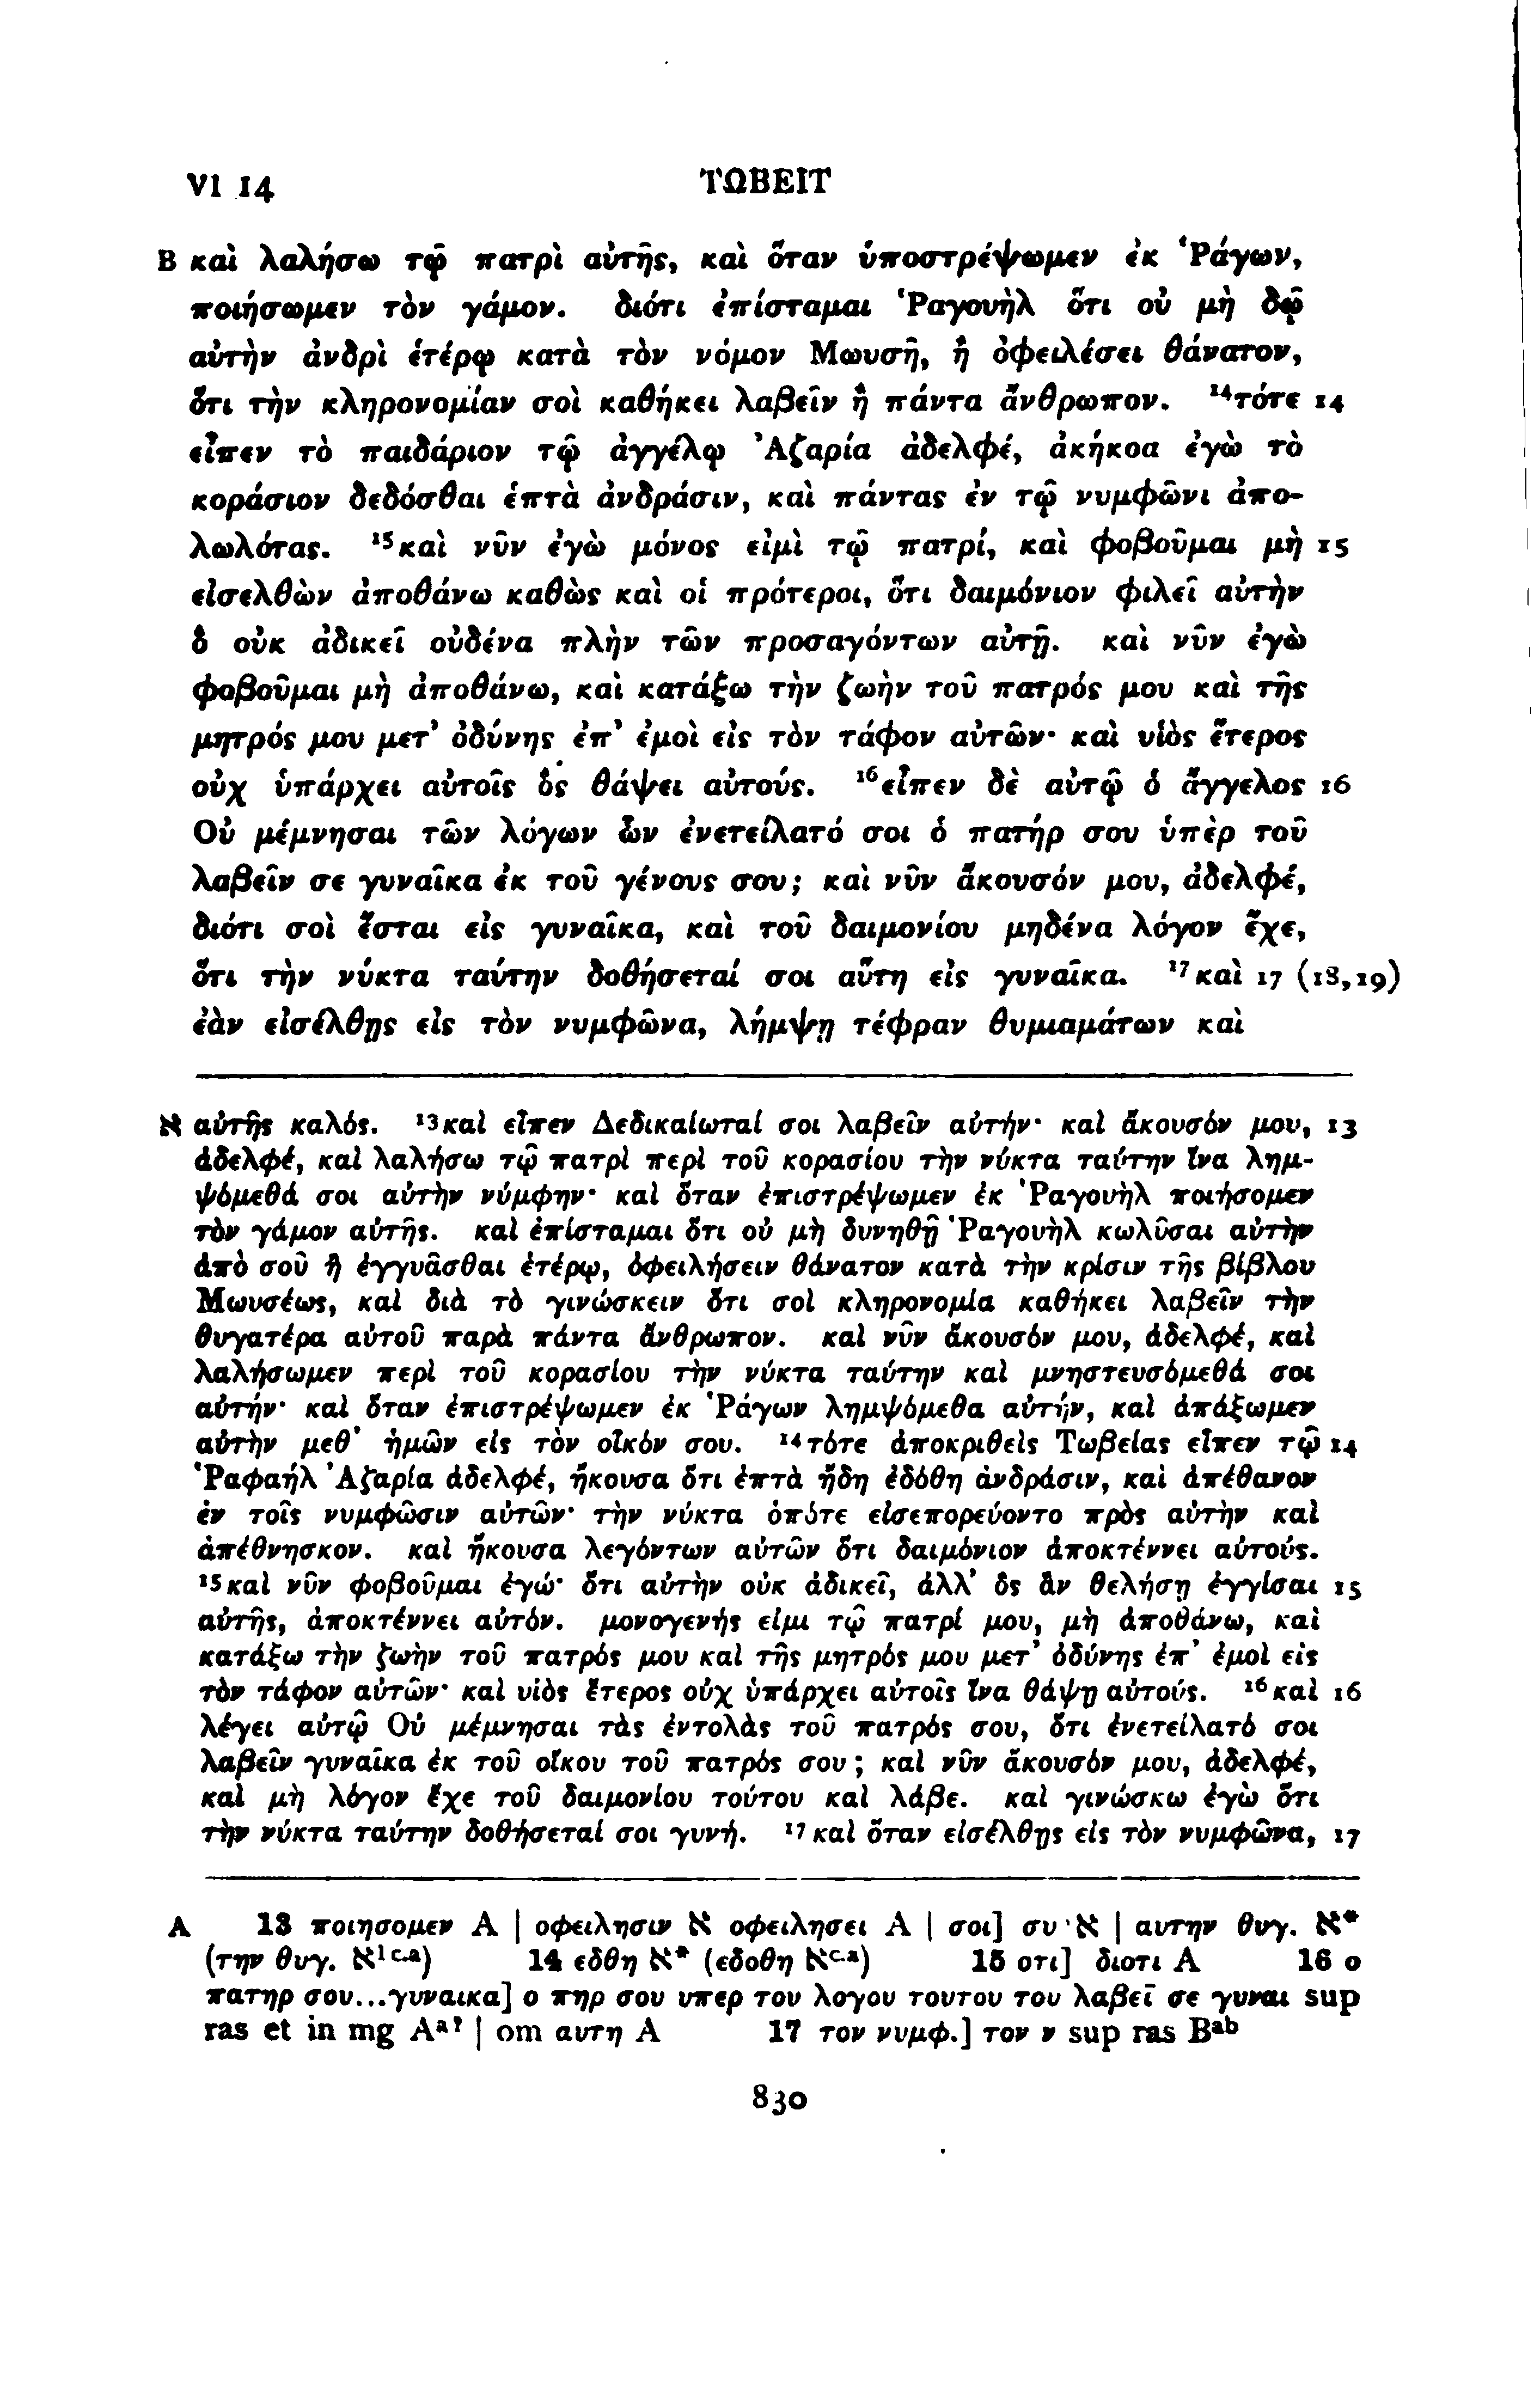 VI 14 ΤΩΒΕΙΤ
B καὶ λαλήσω τῷ πατρὶ αὐτῆς, καὶ ὅταν ὑποστρέψωμεν ἐκ Ῥάγων,
ποιήσωμεν τὸν γάμον. διότι ἐπίσταμαι Ῥαγουὴλ ὅτι οὐ μὴ δῷ
αὐτὴν ἀνδρὶ ἑτέρῳ κατὰ τὸν νόμον Μωυσῆ, ἢ ὀφειλέσει θάνατον,
ὅτι τὴν κληρονομίαν σοὶ καθήκει λαβεῖν ἢ πάντα ἄνθρωπον. ¹⁴τότε 14
εἶπεν τὸ παιδάριον τῷ ἀγγέλῳ Ἀζαρία ἀδελφέ, ἀκήκοα ἐγὼ τὸ
κοράσιον δεδόσθαι ἑπτὰ ἀνδράσιν, καὶ πάντας ἐν τῷ νυμφῶνι ἀπο-
λωλότας. ¹⁵καὶ νῦν ἐγὼ μόνος εἰμὶ τῷ πατρί, καὶ φοβοῦμαι μὴ 15
εἰσελθὼν ἀποθάνω καθὼς καὶ οἱ πρότεροι, ὅτι δαιμόνιον φιλεῖ αὐτὴν
ὃ οὐκ ἀδικεῖ οὐδένα πλὴν τῶν προσαγόντων αὐτῇ. καὶ νῦν ἐγὼ
φοβοῦμαι μὴ ἀποθάνω, καὶ κατάξω τὴν ζωὴν τοῦ πατρός μου καὶ τῆς
μητρός μου μετ᾽ ὀδύνης ἐπ᾽ ἐμοὶ εἰς τὸν τάφον αὐτῶν· καὶ υἱὸς ἕτερος
οὐχ ὑπάρχει αὐτοῖς ὃς θάψει αὐτούς. ¹⁶εἶπεν δὲ αὐτῷ ὁ ἄγγελος 16
Οὐ μέμνησαι τῶν λόγων ὧν ἐνετείλατό σοι ὁ πατήρ σου ὑπὲρ τοῦ
λαβεῖν σε γυναῖκα ἐκ τοῦ γένους σου; καὶ νῦν ἄκουσόν μου, ἀδελφέ,
διότι σοὶ ἔσται εἰς γυναῖκα, καὶ τοῦ δαιμονίου μηδένα λόγον ἔχε,
ὅτι τὴν νύκτα ταύτην δοθήσεταί σοι αὕτη εἰς γυναῖκα. ¹⁷καὶ 17 (18,19)
ἐὰν εἰσέλθῃς εἰς τὸν νυμφῶνα, λήμψῃ τέφραν θυμιαμάτων καὶ
א αὐτῆς καλός. ¹³καὶ εἶπεν Δεδικαίωταί σοι λαβεῖν αὐτήν· καὶ ἄκουσόν μου, 13
ἀδελφέ, καὶ λαλήσω τῷ πατρὶ περὶ τοῦ κορασίου τὴν νύκτα ταύτην ἵνα λημ-
ψόμεθά σοι αὐτὴν νύμφην· καὶ ὅταν ἐπιστρέψωμεν ἐκ Ῥαγουὴλ ποιήσομεν
τὸν γάμον αὐτῆς. καὶ ἐπίσταμαι ὅτι οὐ μὴ δυνηθῇ Ῥαγουὴλ κωλῦσαι αὐτὴν
ἀπὸ σοῦ ἢ ἐγγυᾶσθαι ἑτέρῳ, ὀφειλήσειν θάνατον κατὰ τὴν κρίσιν τῆς βίβλου
Μωυσέως, καὶ διὰ τὸ γινώσκειν ὅτι σοὶ κληρονομία καθήκει λαβεῖν τὴν
θυγατέρα αὐτοῦ παρὰ πάντα ἄνθρωπον. καὶ νῦν ἄκουσόν μου, ἀδελφέ, καὶ
λαλήσωμεν περὶ τοῦ κορασίου τὴν νύκτα ταύτην καὶ μνηστευσόμεθά σοι
αὐτήν· καὶ ὅταν ἐπιστρέψωμεν ἐκ Ῥάγων λημψόμεθα αὐτήν, καὶ ἀπάξωμεν
αὐτὴν μεθ᾽ ἡμῶν εἰς τὸν οἶκόν σου. ¹⁴τότε ἀποκριθεὶς Τωβείας εἶπεν τῷ 14
Ῥαφαήλ Ἀζαρία ἀδελφέ, ἤκουσα ὅτι ἑπτὰ ἤδη ἐδόθη ἀνδράσιν, καὶ ἀπέθανον
ἐν τοῖς νυμφῶσιν αὐτῶν· τὴν νύκτα ὁπότε εἰσεπορεύοντο πρὸς αὐτὴν καὶ
ἀπέθνησκον. καὶ ἤκουσα λεγόντων αὐτῶν ὅτι δαιμόνιον ἀποκτέννει αὐτούς.
¹⁵καὶ νῦν φοβοῦμαι ἐγώ· ὅτι αὐτὴν οὐκ ἀδικεῖ, ἀλλ᾽ ὃς ἂν θελήσῃ ἐγγίσαι 15
αὐτῆς, ἀποκτέννει αὐτόν. μονογενής εἰμι τῷ πατρί μου, μὴ ἀποθάνω, καὶ
κατάξω τὴν ζωὴν τοῦ πατρός μου καὶ τῆς μητρός μου μετ᾽ ὀδύνης ἐπ᾽ ἐμοὶ εἰς
τὸν τάφον αὐτῶν· καὶ υἱὸς ἕτερος οὐχ ὑπάρχει αὐτοῖς ἵνα θάψῃ αὐτούς. ¹⁶καὶ 16
λέγει αὐτῷ Οὐ μέμνησαι τὰς ἐντολὰς τοῦ πατρός σου, ὅτι ἐνετείλατό σοι
λαβεῖν γυναῖκα ἐκ τοῦ οἴκου τοῦ πατρός σου; καὶ νῦν ἄκουσόν μου, ἀδελφέ,
καὶ μὴ λόγον ἔχε τοῦ δαιμονίου τούτου καὶ λάβε. καὶ γινώσκω ἐγὼ ὅτι
τὴν νύκτα ταύτην δοθήσεταί σοι γυνή. ¹⁷καὶ ὅταν εἰσέλθῃς εἰς τὸν νυμφῶνα, 17
A 13 ποιησομεν A | οφειλησιν א οφειλησει A | σοι] συ א | αυτην θυγ. א*
(την θυγ. א¹ᶜ·ᵃ) 14 εδθη א* (εδοθη אᶜ·ᵃ) 15 οτι] διοτι A 16 ο
πατηρ σου...γυναικα] ο πηρ σου υπερ του λογου τουτου του λαβεῑ σε γυναι sup
ras et in mg Aᵃ? | om αυτη A 17 τον νυμφ.] τον ν sup ras Bᵃᵇ
830